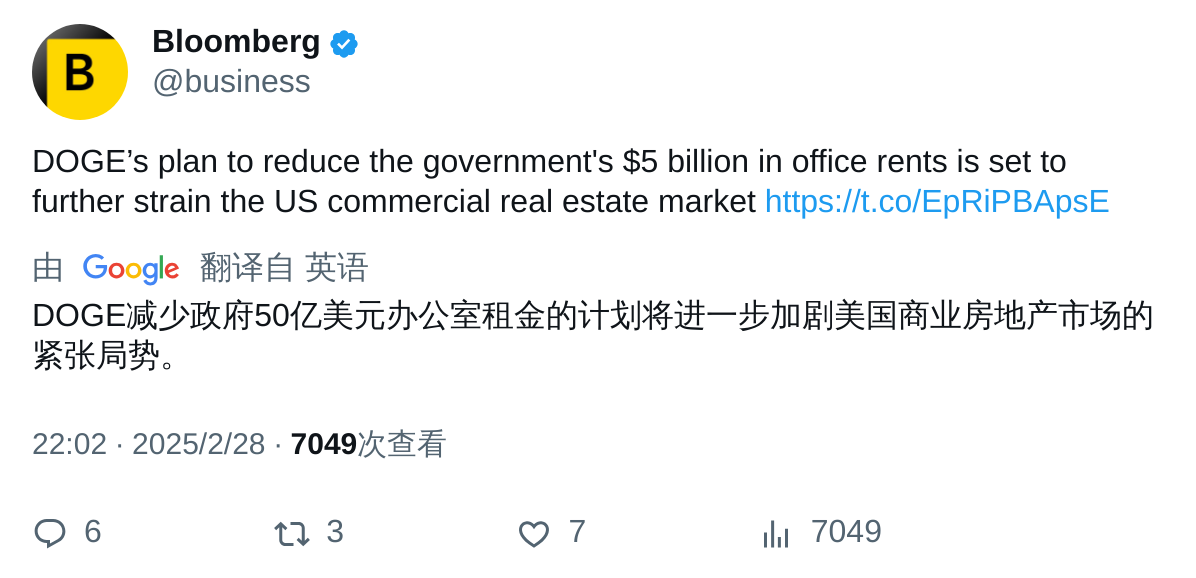 B
Bloomberg
@business
DOGE’s plan to reduce the government's $5 billion in office rents is set to
further strain the US commercial real estate market https://t.co/EpRiPBApsE
由 Google 翻译自 英语
DOGE减少政府50亿美元办公室租金的计划将进一步加剧美国商业房地产市场的
紧张局势。
22:02 · 2025/2/28 · 7049次查看
6 3 7 7049